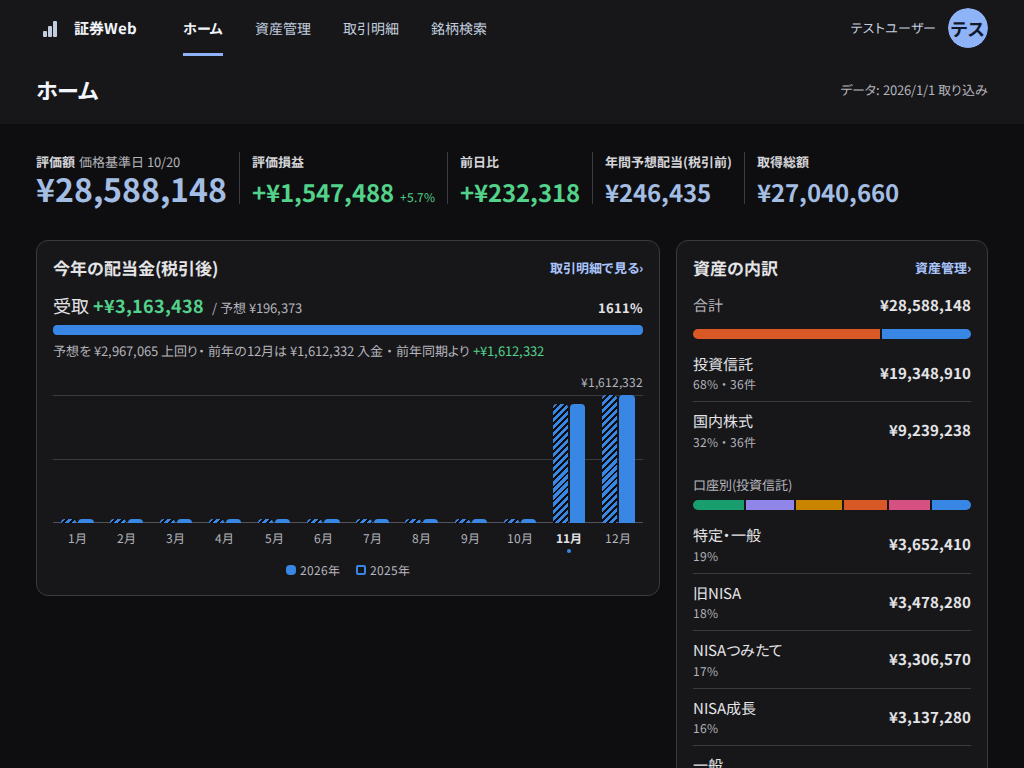 証券Web
ホーム
資産管理
取引明細
銘柄検索
テストユーザー
テス
ホーム
データ: 2026/1/1 取り込み
評価額 価格基準日 10/20
¥28,588,148
評価損益
+¥1,547,488 +5.7%
前日比
+¥232,318
年間予想配当(税引前)
¥246,435
取得総額
¥27,040,660
今年の配当金(税引後)
取引明細で見る›
受取 +¥3,163,438 / 予想 ¥196,373
1611%
予想を ¥2,967,065 上回り・前年の12月は ¥1,612,332 入金・前年同期より +¥1,612,332
¥1,612,332
1月 2月 3月 4月 5月 6月 7月 8月 9月 10月 11月 12月
2026年 2025年
資産の内訳
資産管理›
合計
¥28,588,148
投資信託
68%・36件
¥19,348,910
国内株式
32%・36件
¥9,239,238
口座別(投資信託)
特定・一般
19%
¥3,652,410
旧NISA
18%
¥3,478,280
NISAつみたて
17%
¥3,306,570
NISA成長
16%
¥3,137,280
一般